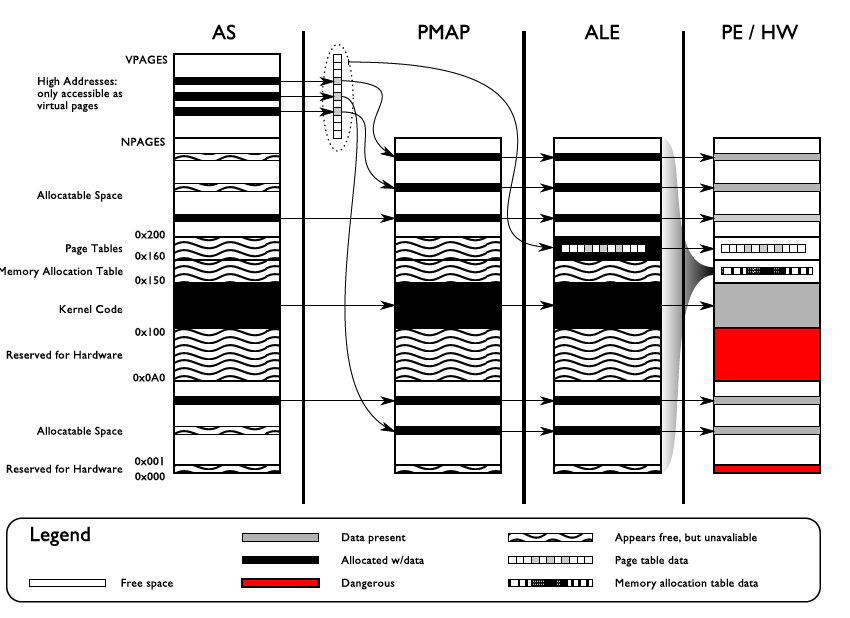 AS
PMAP
ALE
PE / HW
VPAGES
High Addresses:
only accessible as
virtual pages
NPAGES
Allocatable Space
0x200
Page Tables
0x160
Memory Allocation Table
0x150
Kernel Code
0x100
Reserved for Hardware
0x0A0
Allocatable Space
0x001
Reserved for Hardware
0x000
Legend
Data present
Appears free, but unavaliable
Allocated w/data
Page table data
Free space
Dangerous
Memory allocation table data